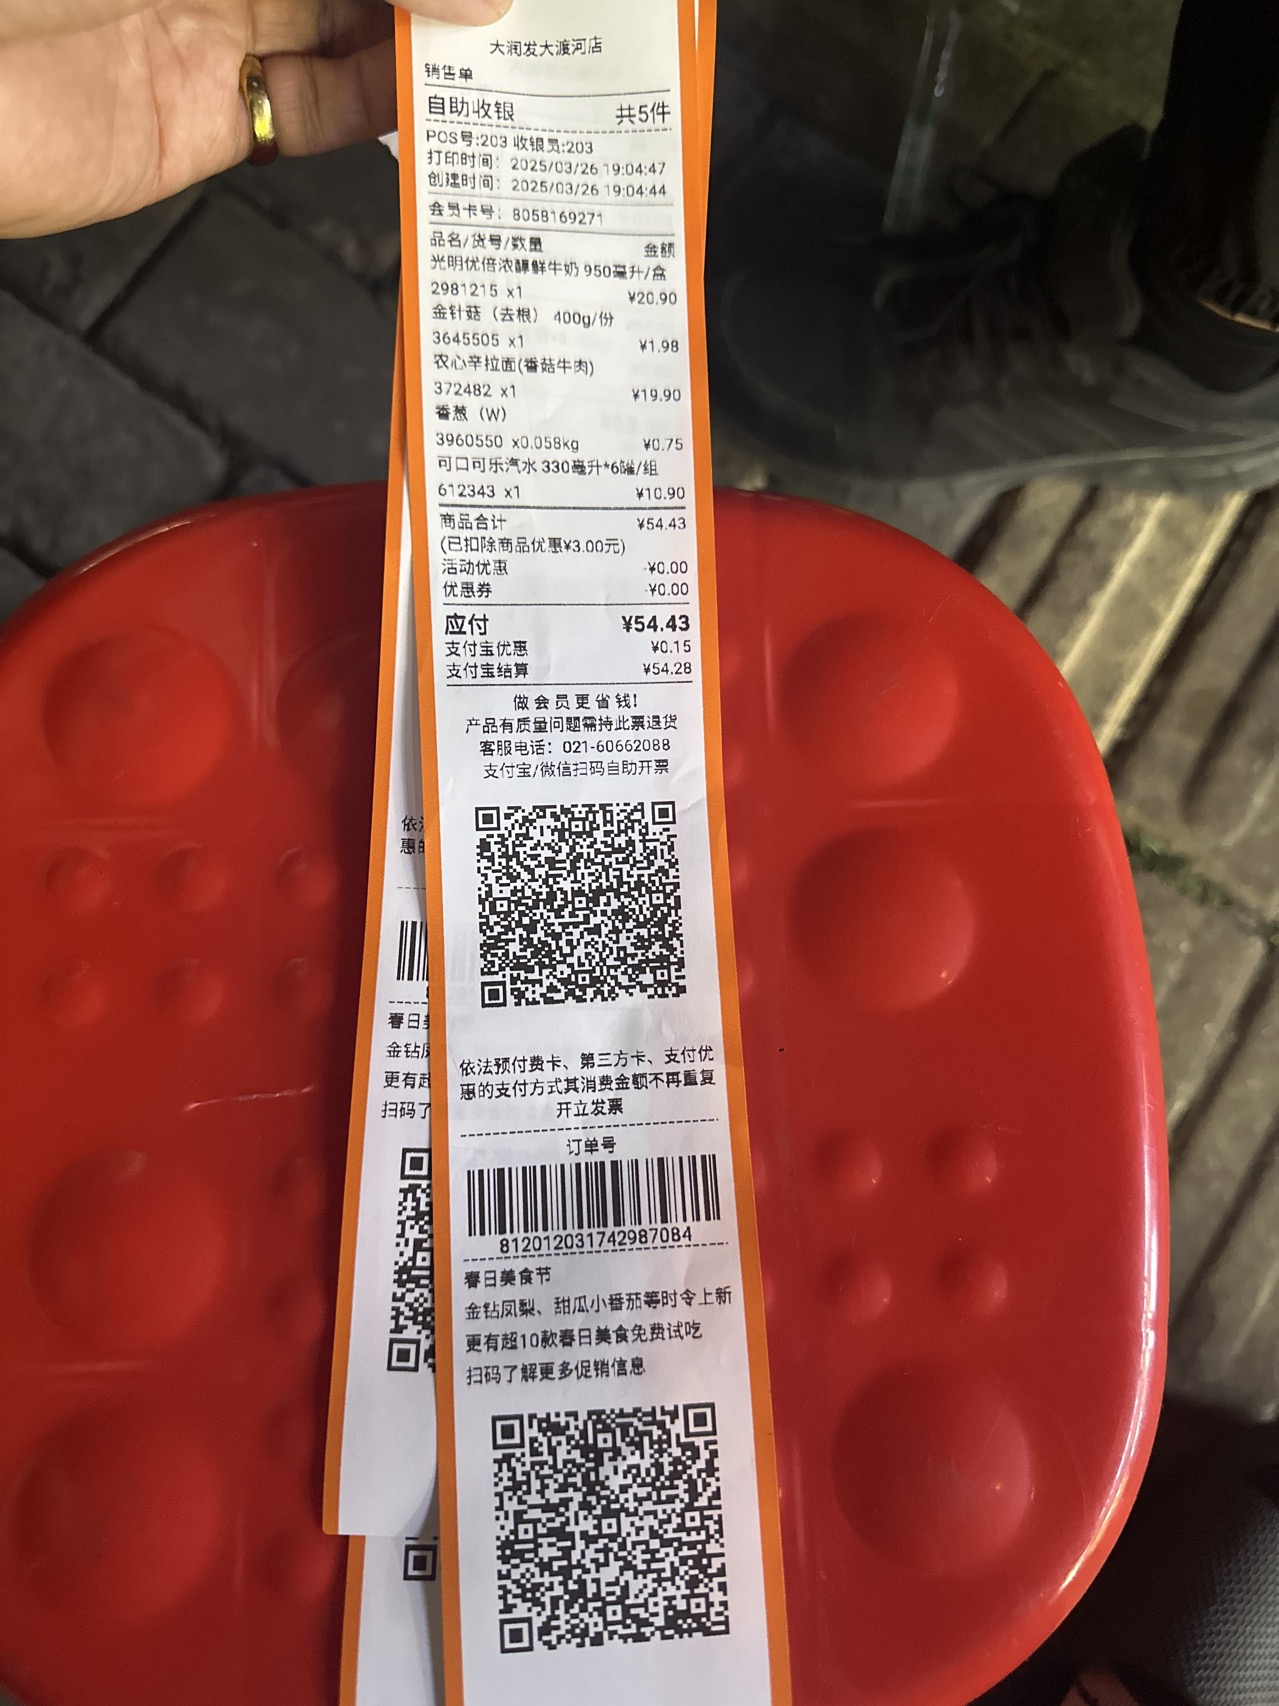 大润发大渡河店
销售单
自助收银 共5件
POS号:203 收银员:203
打印时间: 2025/03/26 19:04:47
创建时间: 2025/03/26 19:04:44
会员卡号: 8058169271
品名/货号/数量 金额
光明优倍浓醇鲜牛奶 950毫升/盒
2981215 x1 ¥20.90
金针菇（去根） 400g/份
3645505 x1 ¥1.98
农心辛拉面(香菇牛肉)
372482 x1 ¥19.90
香葱（W）
3960550 x0.058kg ¥0.75
可口可乐汽水 330毫升*6罐/组
612343 x1 ¥10.90
商品合计 ¥54.43
(已扣除商品优惠¥3.00元)
活动优惠 -¥0.00
优惠券 -¥0.00
应付 ¥54.43
支付宝优惠 ¥0.15
支付宝结算 ¥54.28
做会员更省钱!
产品有质量问题需持此票退货
客服电话: 021-60662088
支付宝/微信扫码自助开票
依法预付费卡、第三方卡、支付优
惠的支付方式其消费金额不再重复
开立发票
订单号
812012031742987084
春日美食节
金钻凤梨、甜瓜小番茄等时令上新
更有超10款春日美食免费试吃
扫码了解更多促销信息
依
惠
8
春日
金钻
更有
扫码了